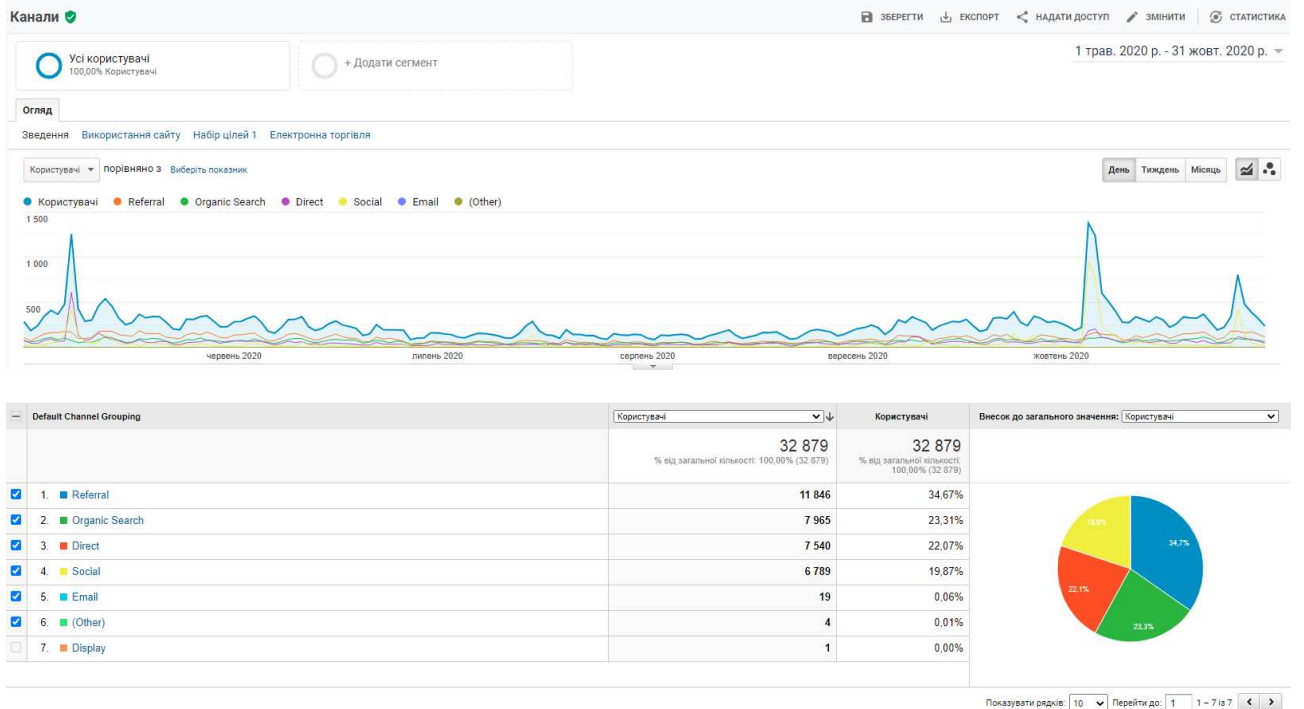 Канали
ЗБЕРЕГТИ ЕКСПОРТ НАДАТИ ДОСТУП ЗМІНИТИ СТАТИСТИКА
Усі користувачі
100,00% Користувачі
+ Додати сегмент
1 трав. 2020 р. - 31 жовт. 2020 р.
Огляд
Зведення Використання сайту Набір цілей 1 Електронна торгівля
Користувачі порівняно з Виберіть показник
День Тиждень Місяць
Користувачі Referral Organic Search Direct Social Email (Other)
1 500
1 000
500
червень 2020 липень 2020 серпень 2020 вересень 2020 жовтень 2020
Default Channel Grouping Користувачі Користувачі Внесок до загального значення: Користувачі
32 879 32 879
% від загальної кількості: 100,00% (32 879) % від загальної кількості:
100,00% (32 879)
1. Referral 11 846 34,67%
2. Organic Search 7 965 23,31%
3. Direct 7 540 22,07%
4. Social 6 789 19,87%
5. Email 19 0,06%
6. (Other) 4 0,01%
7. Display 1 0,00%
19,9%
34,7%
22,1%
23,3%
Показувати рядків: 10 Перейти до: 1 1 – 7 із 7